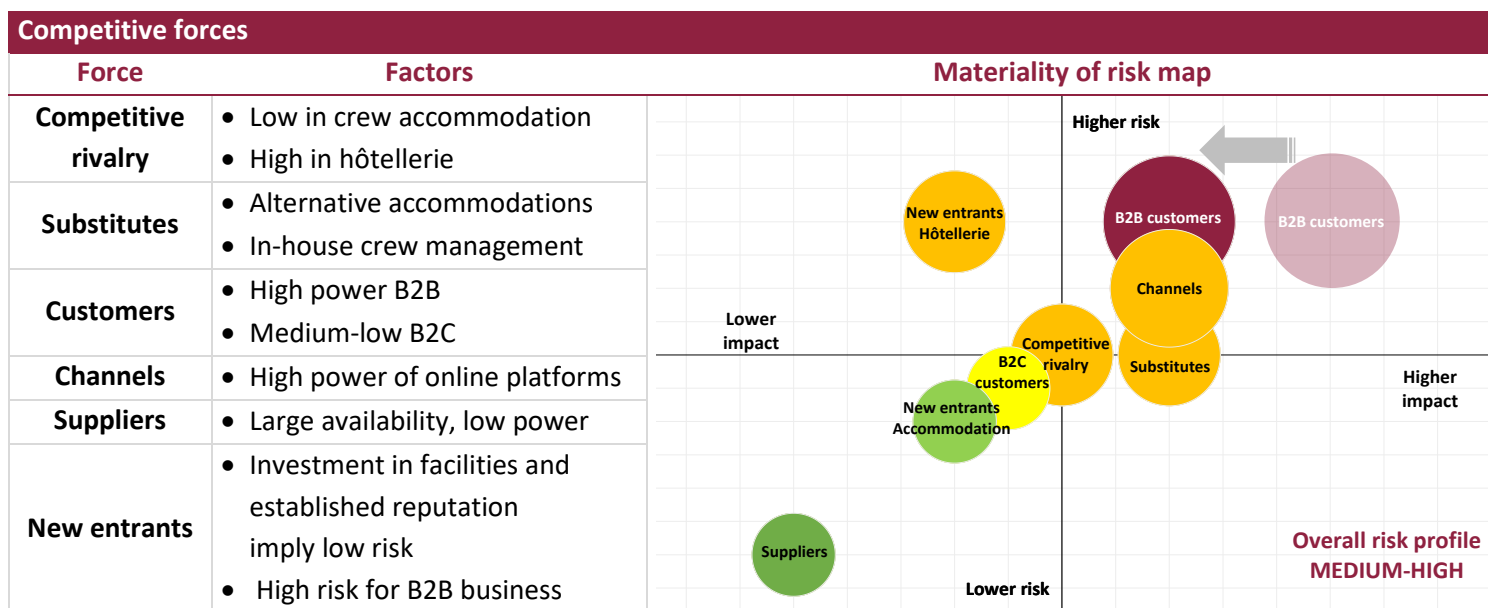 Competitive forces
Force
Factors
Materiality of risk map
Competitive
rivalry
• Low in crew accommodation
• High in hôtellerie
Substitutes
• Alternative accommodations
• In-house crew management
Customers
• High power B2B
• Medium-low B2C
Channels
• High power of online platforms
Suppliers
• Large availability, low power
New entrants
• Investment in facilities and
established reputation
imply low risk
• High risk for B2B business
Higher risk
New entrants
Hôtellerie
B2B customers
B2B customers
Channels
Lower
impact
Competitive
rivalry
B2C
customers
Substitutes
Higher
impact
New entrants
Accommodation
Suppliers
Lower risk
Overall risk profile
MEDIUM-HIGH